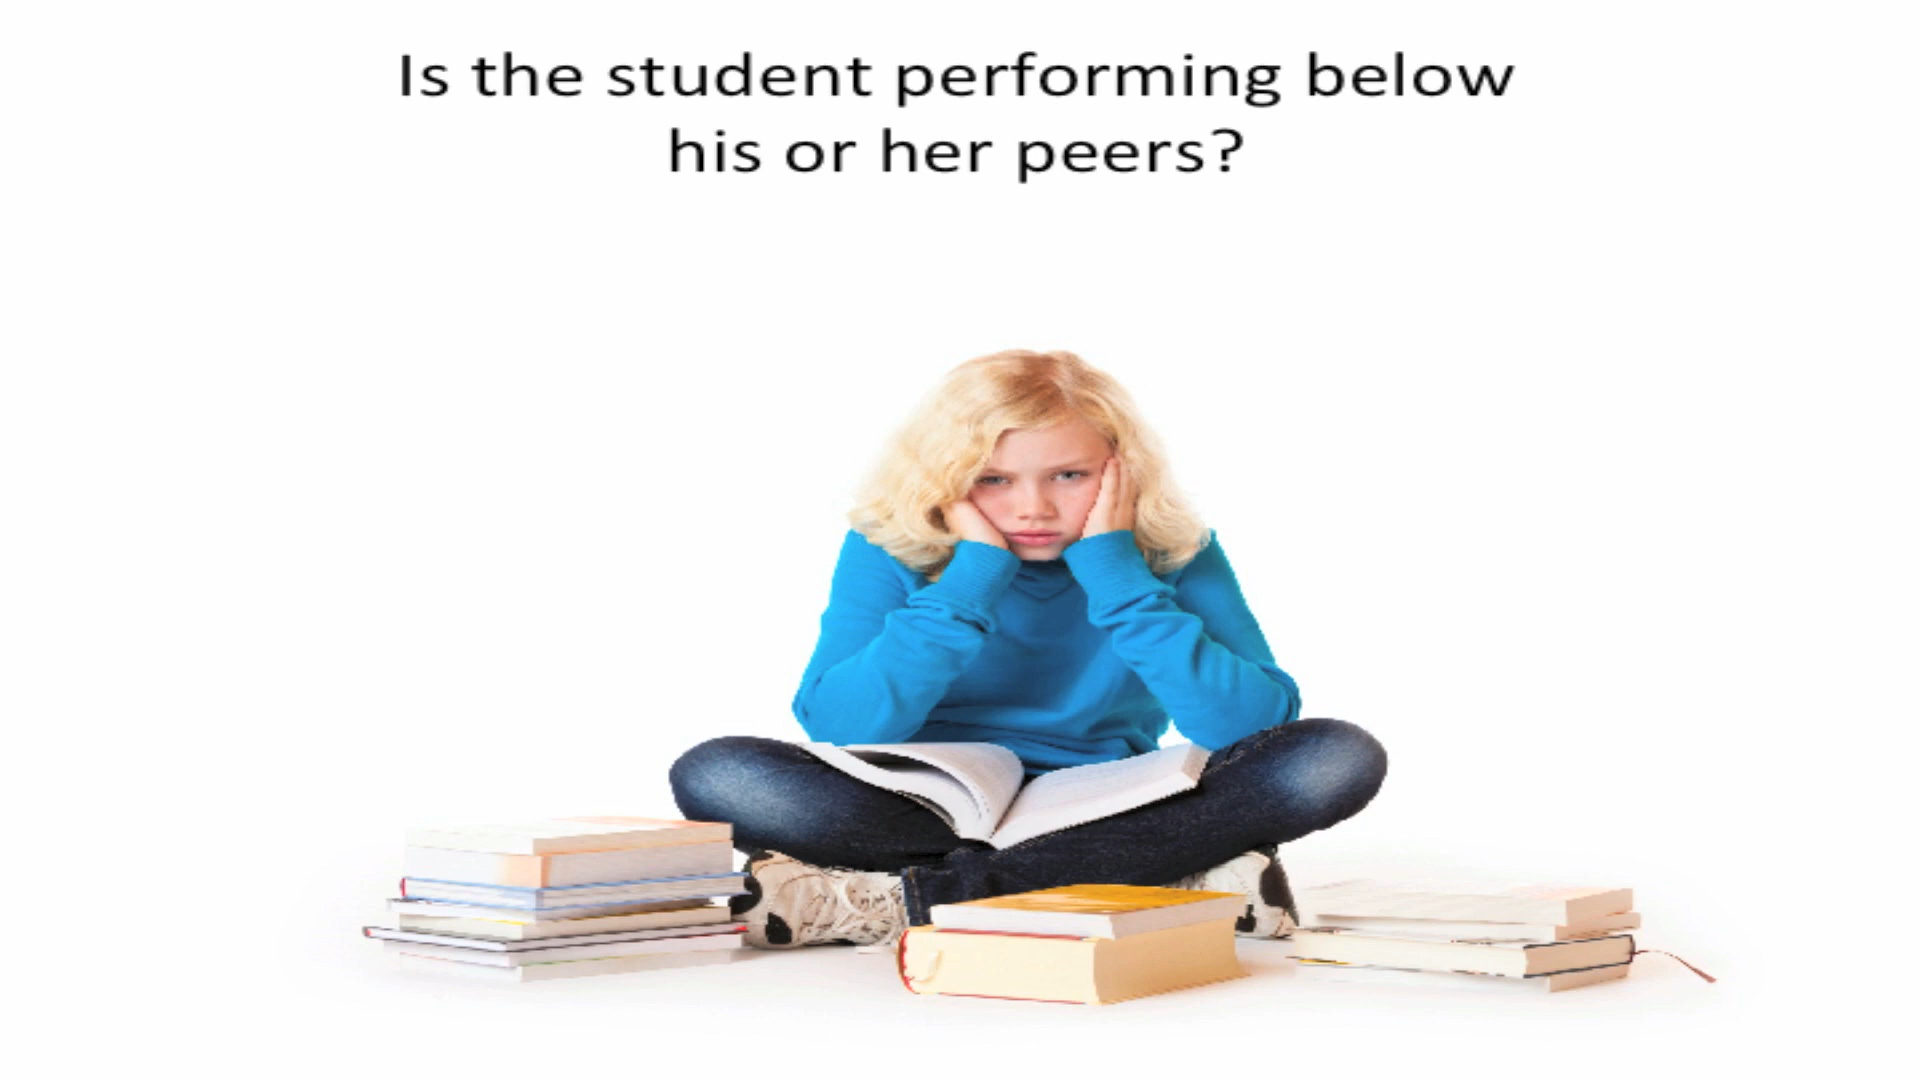 Is the student performing below
his or her peers?